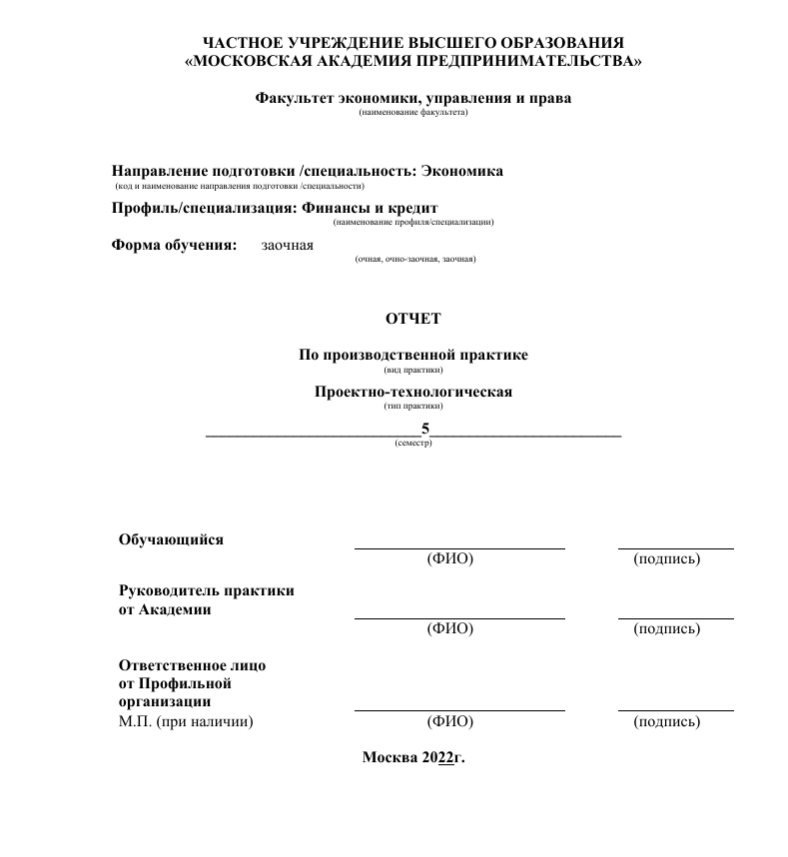 ЧАСТНОЕ УЧРЕЖДЕНИЕ ВЫСШЕГО ОБРАЗОВАНИЯ
«МОСКОВСКАЯ АКАДЕМИЯ ПРЕДПРИНИМАТЕЛЬСТВА»
Факультет экономики, управления и права
(наименование факультета)
Направление подготовки /специальность: Экономика
(код и наименование направления подготовки /специальности)
Профиль/специализация: Финансы и кредит
(наименование профиля/специализации)
Форма обучения: заочная
(очная, очно-заочная, заочная)
ОТЧЕТ
По производственной практике
(вид практики)
Проектно-технологическая
(тип практики)
___________________________5________________________
(семестр)
Обучающийся
(ФИО) (подпись)
Руководитель практики
от Академии
(ФИО) (подпись)
Ответственное лицо
от Профильной
организации
М.П. (при наличии) (ФИО) (подпись)
Москва 2022г.